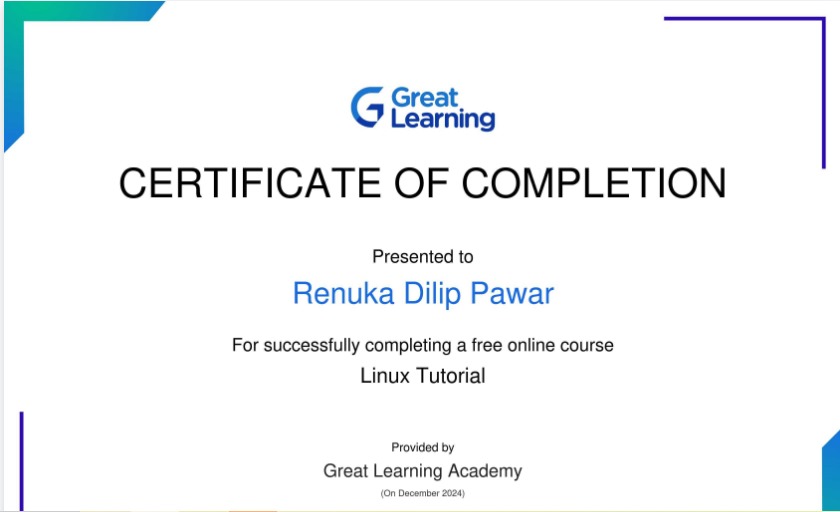 Great
Learning
CERTIFICATE OF COMPLETION
Presented to
Renuka Dilip Pawar
For successfully completing a free online course
Linux Tutorial
Provided by
Great Learning Academy
(On December 2024)